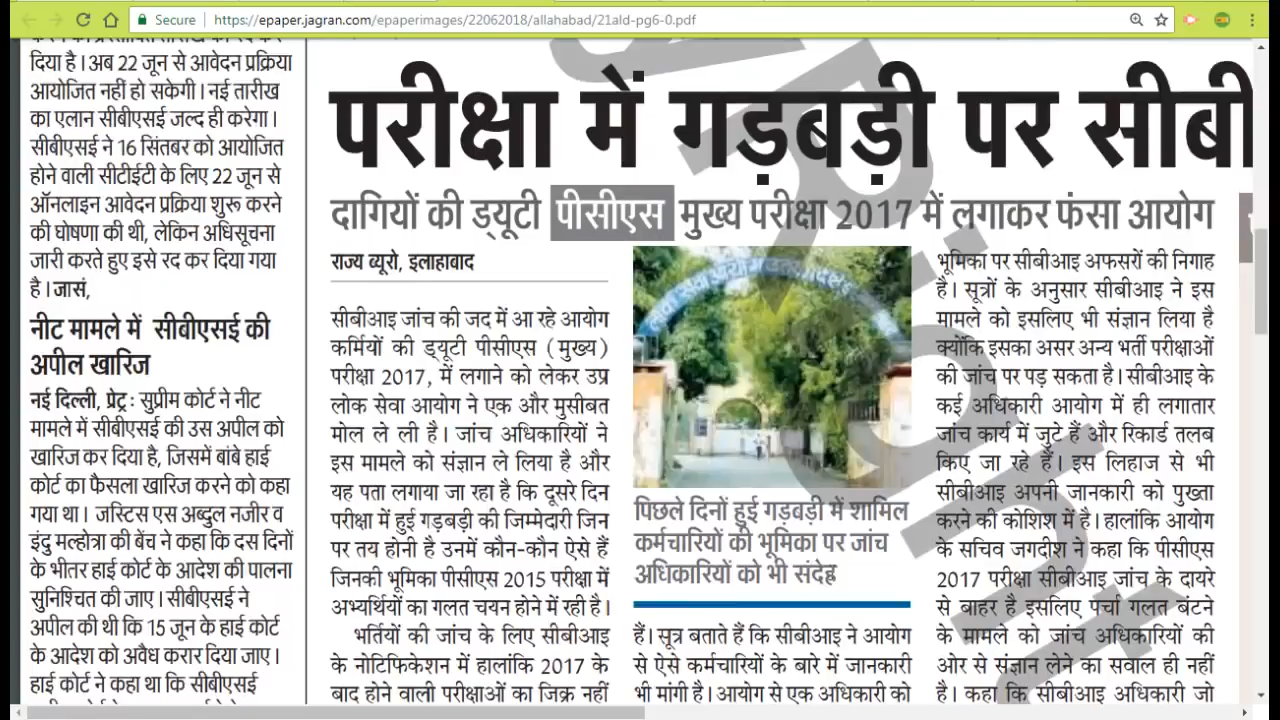 Secure
https://epaper.jagran.com/epaperimages/22062018/allahabad/21ald-pg6-0.pdf
दिया है। अब 22 जून से आवेदन प्रक्रिया
आयोजित नहीं हो सकेगी। नई तारीख
का एलान सीबीएसई जल्द ही करेगा।
सीबीएसई ने 16 सिंतबर को आयोजित
होने वाली सीटीईटी के लिए 22 जून से
ऑनलाइन आवेदन प्रक्रिया शुरू करने
की घोषणा की थी, लेकिन अधिसूचना
जारी करते हुए इसे रद कर दिया गया
है। जासं,
नीट मामले में सीबीएसई की
अपील खारिज
नई दिल्ली, प्रेट्र : सुप्रीम कोर्ट ने नीट
मामले में सीबीएसई की उस अपील को
खारिज कर दिया है, जिसमें बांबे हाई
कोर्ट का फैसला खारिज करने को कहा
गया था। जस्टिस एस अब्दुल नजीर व
इंदु मल्होत्रा की बेंच ने कहा कि दस दिनों
के भीतर हाई कोर्ट के आदेश की पालना
सुनिश्चित की जाए। सीबीएसई ने
अपील की थी कि 15 जून के हाई कोर्ट
के आदेश को अवैध करार दिया जाए।
हाई कोर्ट ने कहा था कि सीबीएसई
परीक्षा में गड़बड़ी पर सीबी
दागियों की ड्यूटी पीसीएस मुख्य परीक्षा 2017 में लगाकर फंसा आयोग
राज्य ब्यूरो, इलाहाबाद
सीबीआइ जांच की जद में आ रहे आयोग
कर्मियों की ड्यूटी पीसीएस (मुख्य)
परीक्षा 2017, में लगाने को लेकर उप्र
लोक सेवा आयोग ने एक और मुसीबत
मोल ले ली है। जांच अधिकारियों ने
इस मामले को संज्ञान ले लिया है और
यह पता लगाया जा रहा है कि दूसरे दिन
परीक्षा में हुई गड़बड़ी की जिम्मेदारी जिन
पर तय होनी है उनमें कौन-कौन ऐसे हैं
जिनकी भूमिका पीसीएस 2015 परीक्षा में
अभ्यर्थियों का गलत चयन होने में रही है।
भर्तियों की जांच के लिए सीबीआइ
के नोटिफिकेशन में हालांकि 2017 के
बाद होने वाली परीक्षाओं का जिक्र नहीं
पिछले दिनों हुई गड़बड़ी में शामिल
कर्मचारियों की भूमिका पर जांच
अधिकारियों को भी संदेह
हैं। सूत्र बताते हैं कि सीबीआइ ने आयोग
से ऐसे कर्मचारियों के बारे में जानकारी
भी मांगी है। आयोग से एक अधिकारी को
भूमिका पर सीबीआइ अफसरों की निगाह
है। सूत्रों के अनुसार सीबीआइ ने इस
मामले को इसलिए भी संज्ञान लिया है
क्योंकि इसका असर अन्य भर्ती परीक्षाओं
की जांच पर पड़ सकता है। सीबीआइ के
कई अधिकारी आयोग में ही लगातार
जांच कार्य में जुटे हैं और रिकार्ड तलब
किए जा रहे हैं। इस लिहाज से भी
सीबीआइ अपनी जानकारी को पुख्ता
करने की कोशिश में है। हालांकि आयोग
के सचिव जगदीश ने कहा कि पीसीएस
2017 परीक्षा सीबीआइ जांच के दायरे
से बाहर है इसलिए पर्चा गलत बंटने
के मामले को जांच अधिकारियों की
ओर से संज्ञान लेने का सवाल ही नहीं
है। कहा कि सीबीआइ अधिकारी जो